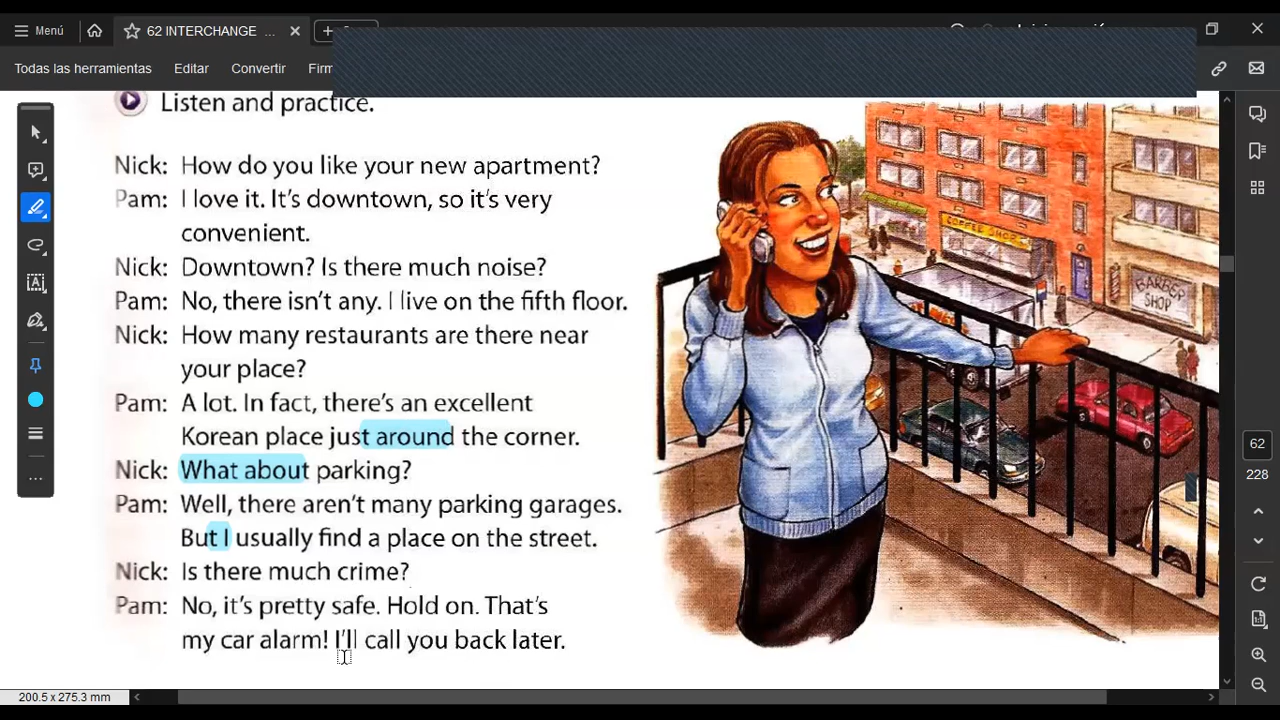 Menú
62 INTERCHANGE ...
Todas las herramientas
Editar
Convertir
Listen and practice.
Nick: How do you like your new apartment?
Pam: I love it. It's downtown, so it's very
convenient.
Nick: Downtown? Is there much noise?
Pam: No, there isn't any. I live on the fifth floor.
Nick: How many restaurants are there near
your place?
Pam: A lot. In fact, there's an excellent
Korean place just around the corner.
Nick: What about parking?
Pam: Well, there aren't many parking garages.
But I usually find a place on the street.
Nick: Is there much crime?
Pam: No, it's pretty safe. Hold on. That's
my car alarm! I'll call you back later.
COFFEE SHOP
BARBER
SHOP
62
228
200.5 x 275.3 mm